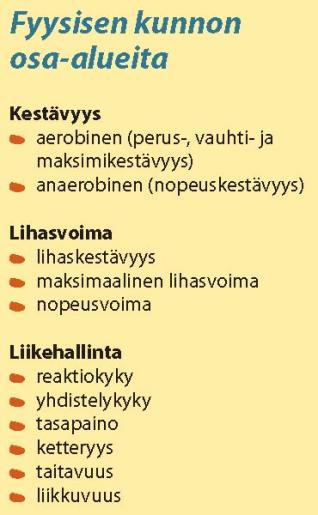 Fyysisen kunnon
osa-alueita
Kestävyys
aerobinen (perus-, vauhti- ja
maksimikestävyys)
anaerobinen (nopeuskestävyys)
Lihasvoima
lihaskestävyys
maksimaalinen lihasvoima
nopeusvoima
Liikehallinta
reaktiokyky
yhdistelykyky
tasapaino
ketteryys
taitavuus
liikkuvuus